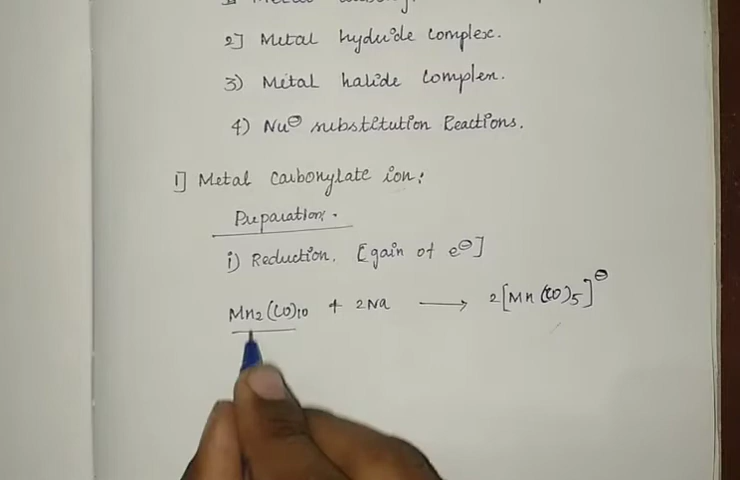 Metal
2] Metal hydride complex.
3) Metal halide complex.
4) Nu⊖ substitution Reactions.
1] Metal carbonylate ion:
Preparation.
i) Reduction. [gain of e⊖]
Mn₂(CO)₁₀ + 2Na ⟶ 2[Mn(CO)₅]⊖